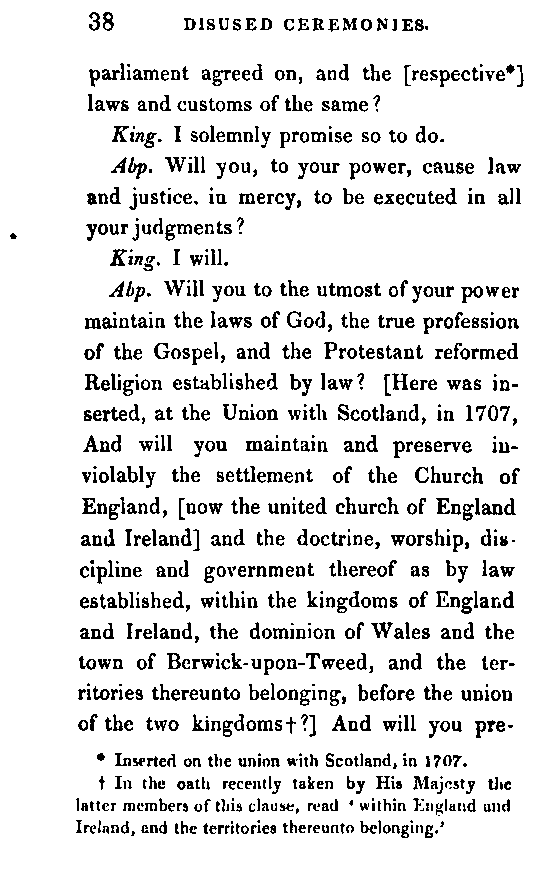 38 DISUSED CEREMONIES.
parliament agreed on, and the [respective*]
laws and customs of the same?
King. I solemnly promise so to do.
Abp. Will you, to your power, cause law
and justice, in mercy, to be executed in all
your judgments?
King. I will.
Abp. Will you to the utmost of your power
maintain the laws of God, the true profession
of the Gospel, and the Protestant reformed
Religion established by law? [Here was in-
serted, at the Union with Scotland, in 1707,
And will you maintain and preserve in-
violably the settlement of the Church of
England, [now the united church of England
and Ireland] and the doctrine, worship, dis-
cipline and government thereof as by law
established, within the kingdoms of England
and Ireland, the dominion of Wales and the
town of Berwick-upon-Tweed, and the ter-
ritories thereunto belonging, before the union
of the two kingdoms†?] And will you pre-
* Inserted on the union with Scotland, in 1707.
† In the oath recently taken by His Majesty the
latter members of this clause, read ‘ within England and
Ireland, and the territories thereunto belonging.’